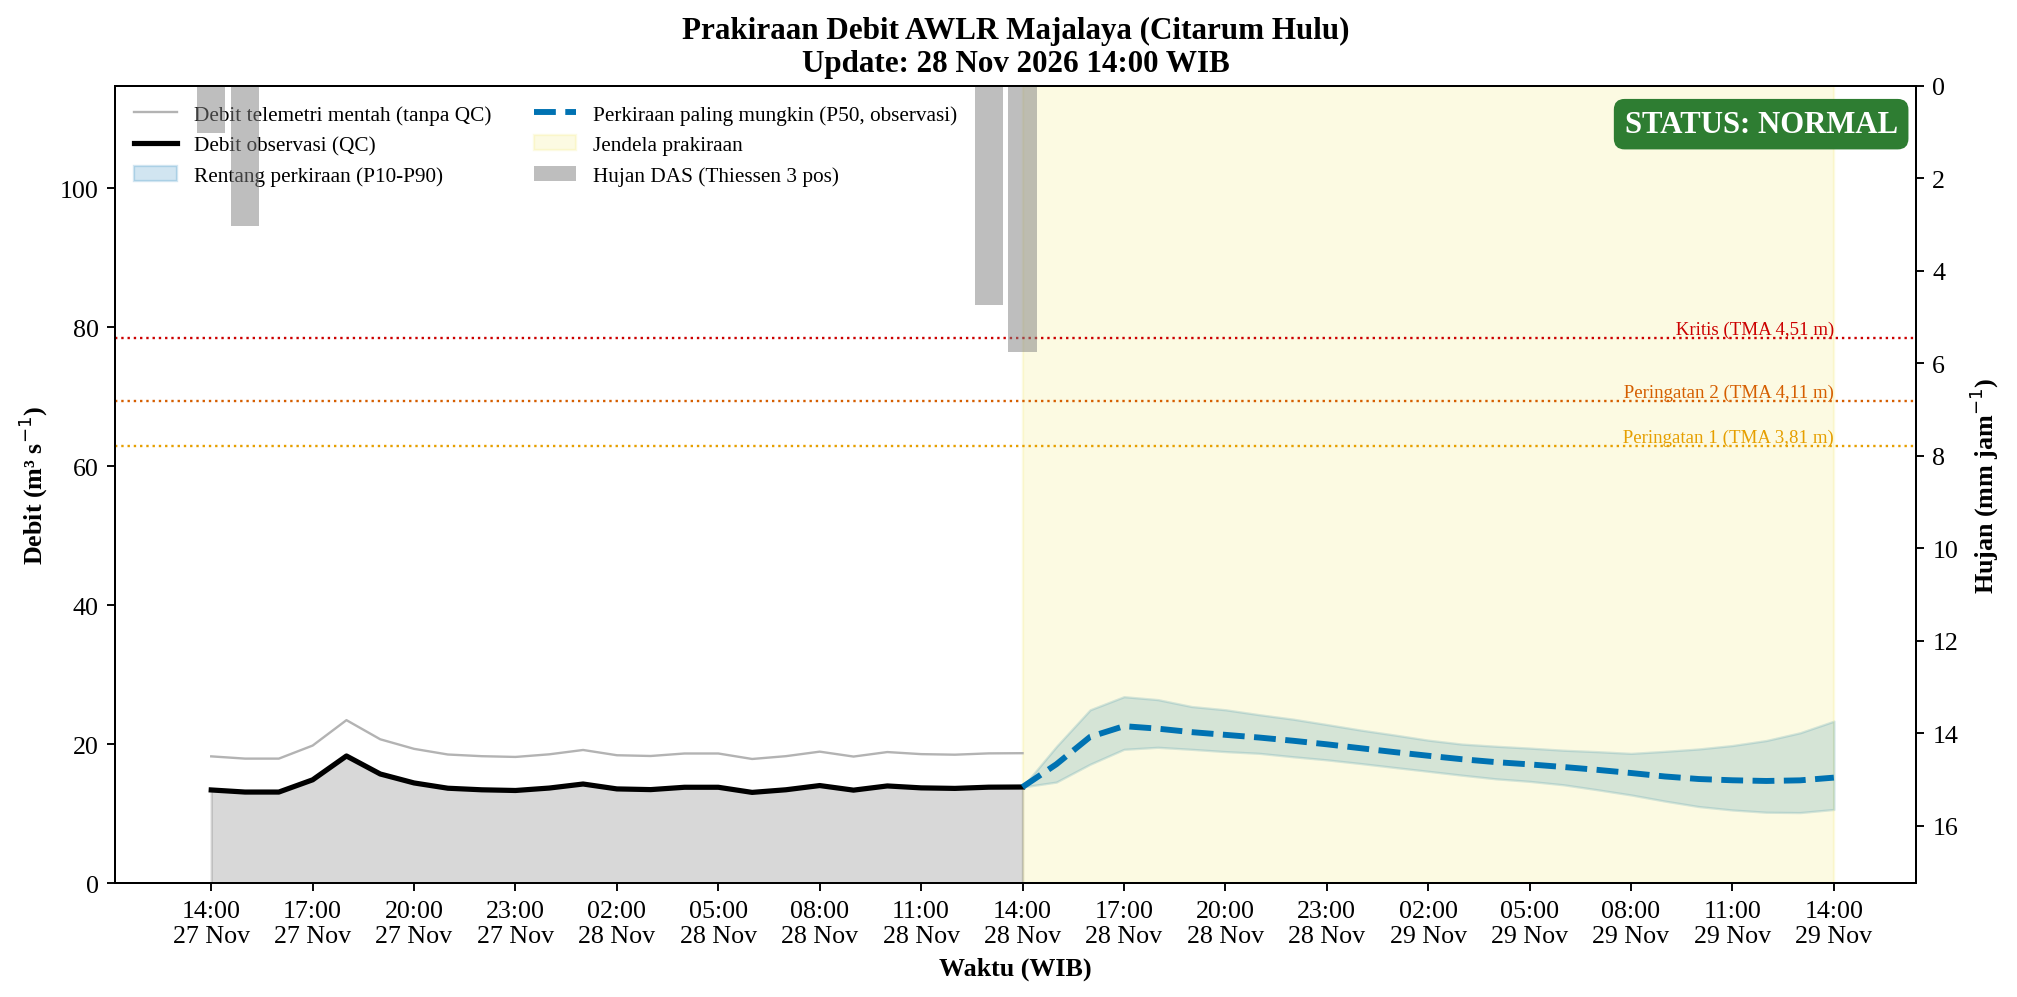 Prakiraan Debit AWLR Majalaya (Citarum Hulu)
Update: 28 Nov 2026 14:00 WIB
Debit telemetri mentah (tanpa QC)
Debit observasi (QC)
Rentang perkiraan (P10-P90)
Perkiraan paling mungkin (P50, observasi)
Jendela prakiraan
Hujan DAS (Thiessen 3 pos)
STATUS: NORMAL
Kritis (TMA 4,51 m)
Peringatan 2 (TMA 4,11 m)
Peringatan 1 (TMA 3,81 m)
Debit (m³ s⁻¹)
100
80
60
40
20
0
Hujan (mm jam⁻¹)
0
2
4
6
8
10
12
14
16
14:00 17:00 20:00 23:00 02:00 05:00 08:00 11:00 14:00 17:00 20:00 23:00 02:00 05:00 08:00 11:00 14:00
27 Nov 27 Nov 27 Nov 27 Nov 28 Nov 28 Nov 28 Nov 28 Nov 28 Nov 28 Nov 28 Nov 28 Nov 29 Nov 29 Nov 29 Nov 29 Nov 29 Nov
Waktu (WIB)